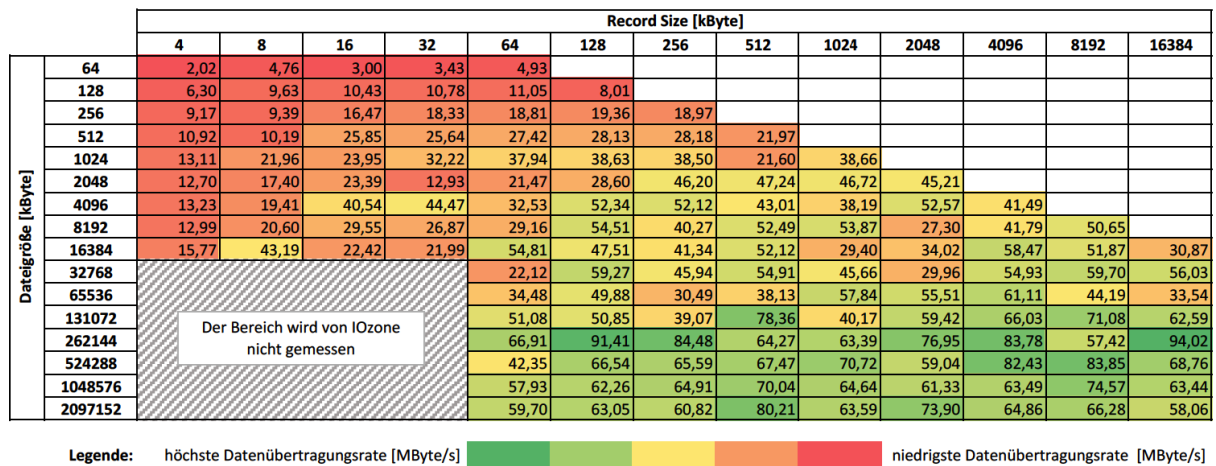 Record Size [kByte]
4 8 16 32 64 128 256 512 1024 2048 4096 8192 16384
Dateigröße [kByte]
64 2,02 4,76 3,00 3,43 4,93
128 6,30 9,63 10,43 10,78 11,05 8,01
256 9,17 9,39 16,47 18,33 18,81 19,36 18,97
512 10,92 10,19 25,85 25,64 27,42 28,13 28,18 21,97
1024 13,11 21,96 23,95 32,22 37,94 38,63 38,50 21,60 38,66
2048 12,70 17,40 23,39 12,93 21,47 28,60 46,20 47,24 46,72 45,21
4096 13,23 19,41 40,54 44,47 32,53 52,34 52,12 43,01 38,19 52,57 41,49
8192 12,99 20,60 29,55 26,87 29,16 54,51 40,27 52,49 53,87 27,30 41,79 50,65
16384 15,77 43,19 22,42 21,99 54,81 47,51 41,34 52,12 29,40 34,02 58,47 51,87 30,87
32768 22,12 59,27 45,94 54,91 45,66 29,96 54,93 59,70 56,03
65536 34,48 49,88 30,49 38,13 57,84 55,51 61,11 44,19 33,54
131072 51,08 50,85 39,07 78,36 40,17 59,42 66,03 71,08 62,59
262144 66,91 91,41 84,48 64,27 63,39 76,95 83,78 57,42 94,02
524288 42,35 66,54 65,59 67,47 70,72 59,04 82,43 83,85 68,76
1048576 57,93 62,26 64,91 70,04 64,64 61,33 63,49 74,57 63,44
2097152 59,70 63,05 60,82 80,21 63,59 73,90 64,86 66,28 58,06
Der Bereich wird von IOzone
nicht gemessen
Legende: höchste Datenübertragungsrate [MByte/s] niedrigste Datenübertragungsrate [MByte/s]